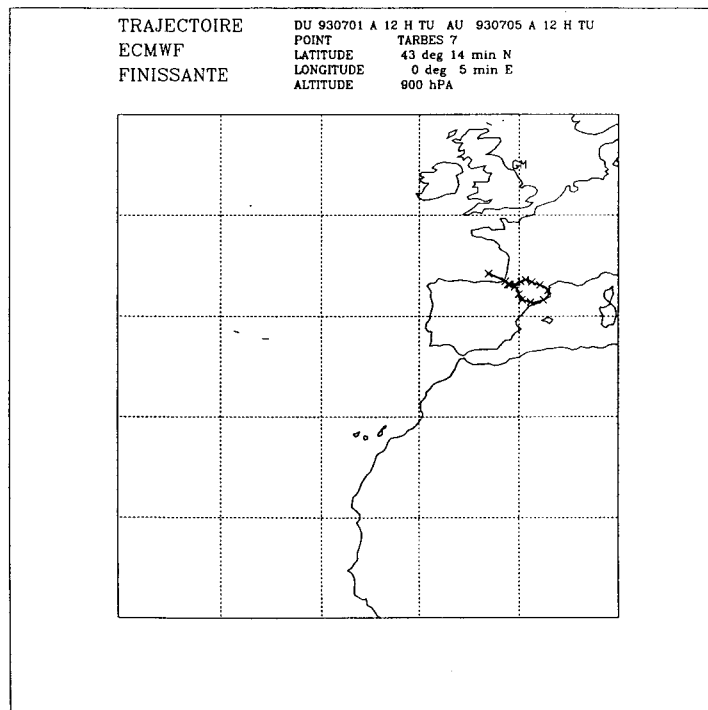 TRAJECTOIRE
ECMWF
FINISSANTE
DU 930701 A 12 H TU AU 930705 A 12 H TU
POINT TARBES 7
LATITUDE 43 deg 14 min N
LONGITUDE 0 deg 5 min E
ALTITUDE 900 hPA
GM